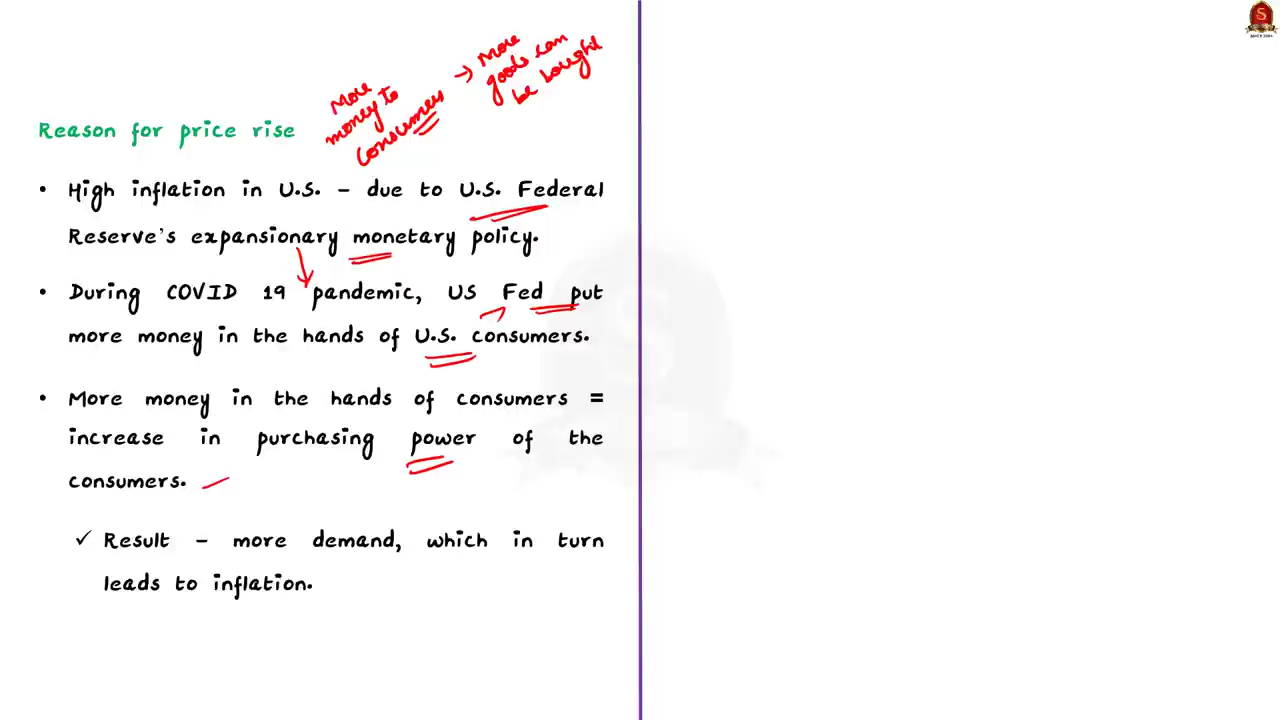 More
money to
consumers
→ More
goods can
be bought
Reason for price rise
• High inflation in U.S. – due to U.S. Federal
Reserve's expansionary monetary policy.
• During COVID 19 pandemic, US Fed put
more money in the hands of U.S. consumers.
• More money in the hands of consumers =
increase in purchasing power of the
consumers.
✓ Result – more demand, which in turn
leads to inflation.
S